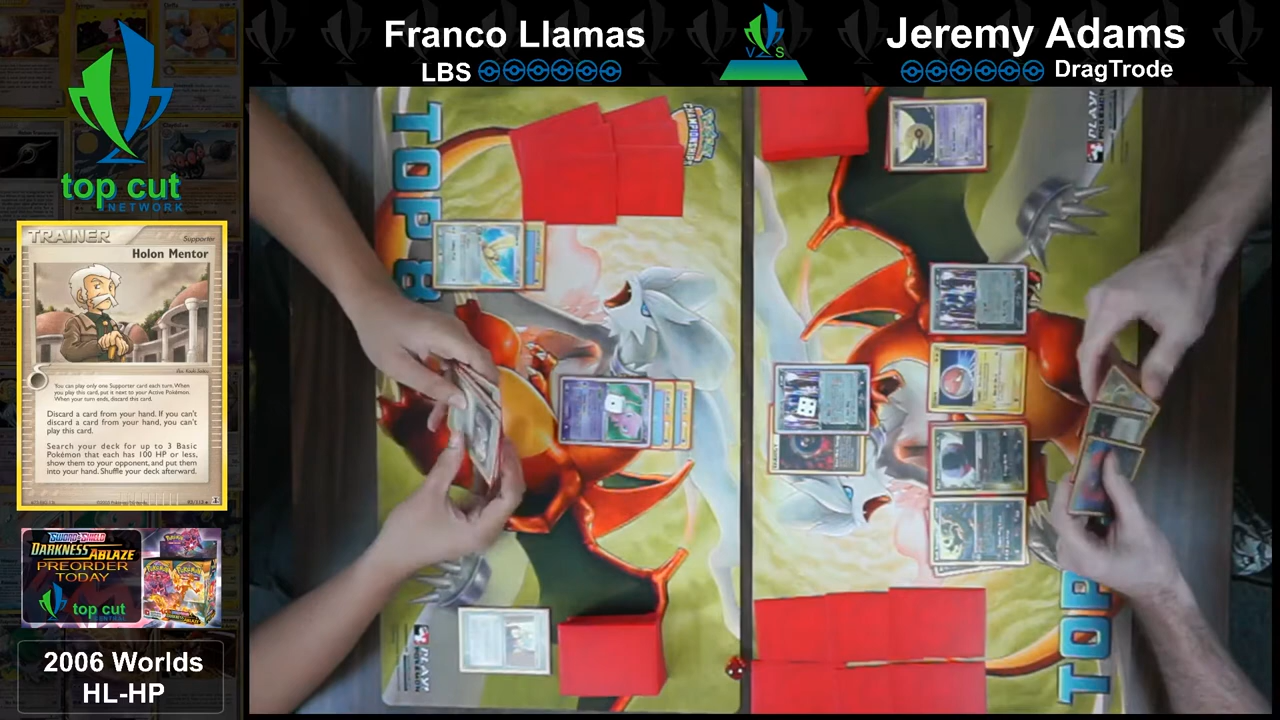 Franco Llamas
LBS
V S
Jeremy Adams
DragTrode
top cut
NETWORK
TRAINER
Supporter
Holon Mentor
You can play only one Supporter card each turn. When
you play this card, put it next to your Active Pokémon.
When your turn ends, discard this card.
Discard a card from your hand. If you can't
discard a card from your hand, you can't
play this card.
Search your deck for up to 3 Basic
Pokémon that each has 100 HP or less,
show them to your opponent, and put them
into your hand. Shuffle your deck afterward.
SWORD & SHIELD
DARKNESS ABLAZE
PREORDER
TODAY
top cut
CENTRAL
2006 Worlds
HL-HP
TOP 8
CHAMPIONSHIPS
PLAY!
POKÉMON
PLAY!
TOP